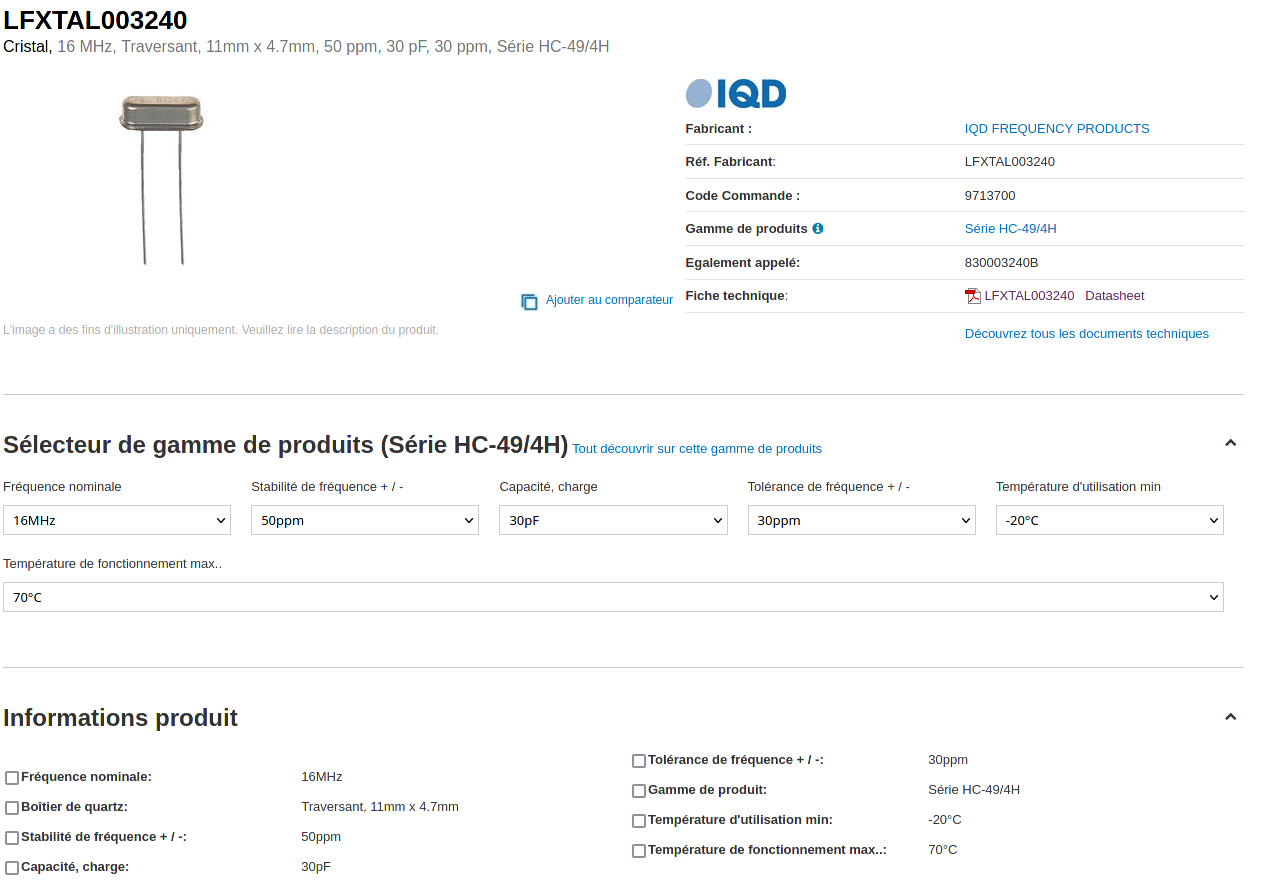 LFXTAL003240
Cristal, 16 MHz, Traversant, 11mm x 4.7mm, 50 ppm, 30 pF, 30 ppm, Série HC-49/4H
IQD
Fabricant : IQD FREQUENCY PRODUCTS
Réf. Fabricant: LFXTAL003240
Code Commande : 9713700
Gamme de produits Série HC-49/4H
Egalement appelé: 830003240B
Fiche technique: LFXTAL003240 Datasheet
Ajouter au comparateur
L'image a des fins d'illustration uniquement. Veuillez lire la description du produit.
Découvrez tous les documents techniques
Sélecteur de gamme de produits (Série HC-49/4H) Tout découvrir sur cette gamme de produits
Fréquence nominale Stabilité de fréquence + / - Capacité, charge Tolérance de fréquence + / - Température d'utilisation min
16MHz 50ppm 30pF 30ppm -20°C
Température de fonctionnement max..
70°C
Informations produit
Fréquence nominale: 16MHz
Boîtier de quartz: Traversant, 11mm x 4.7mm
Stabilité de fréquence + / -: 50ppm
Capacité, charge: 30pF
Tolérance de fréquence + / -: 30ppm
Gamme de produit: Série HC-49/4H
Température d'utilisation min: -20°C
Température de fonctionnement max..: 70°C